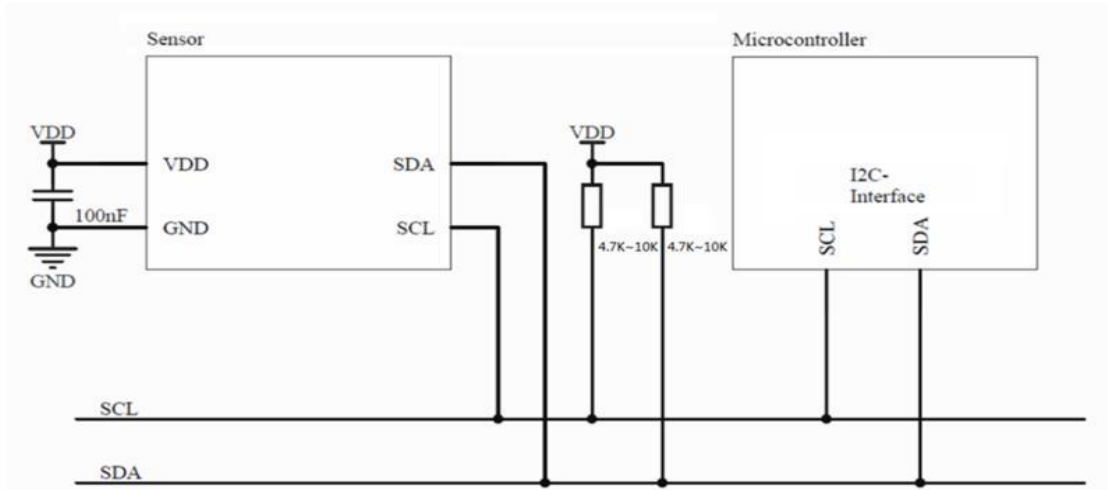 Sensor
Microcontroller
VDD
VDD
VDD
SDA
I2C-
Interface
100nF
GND
SCL
4.7K~10K
4.7K~10K
SCL
SDA
GND
SCL
SDA